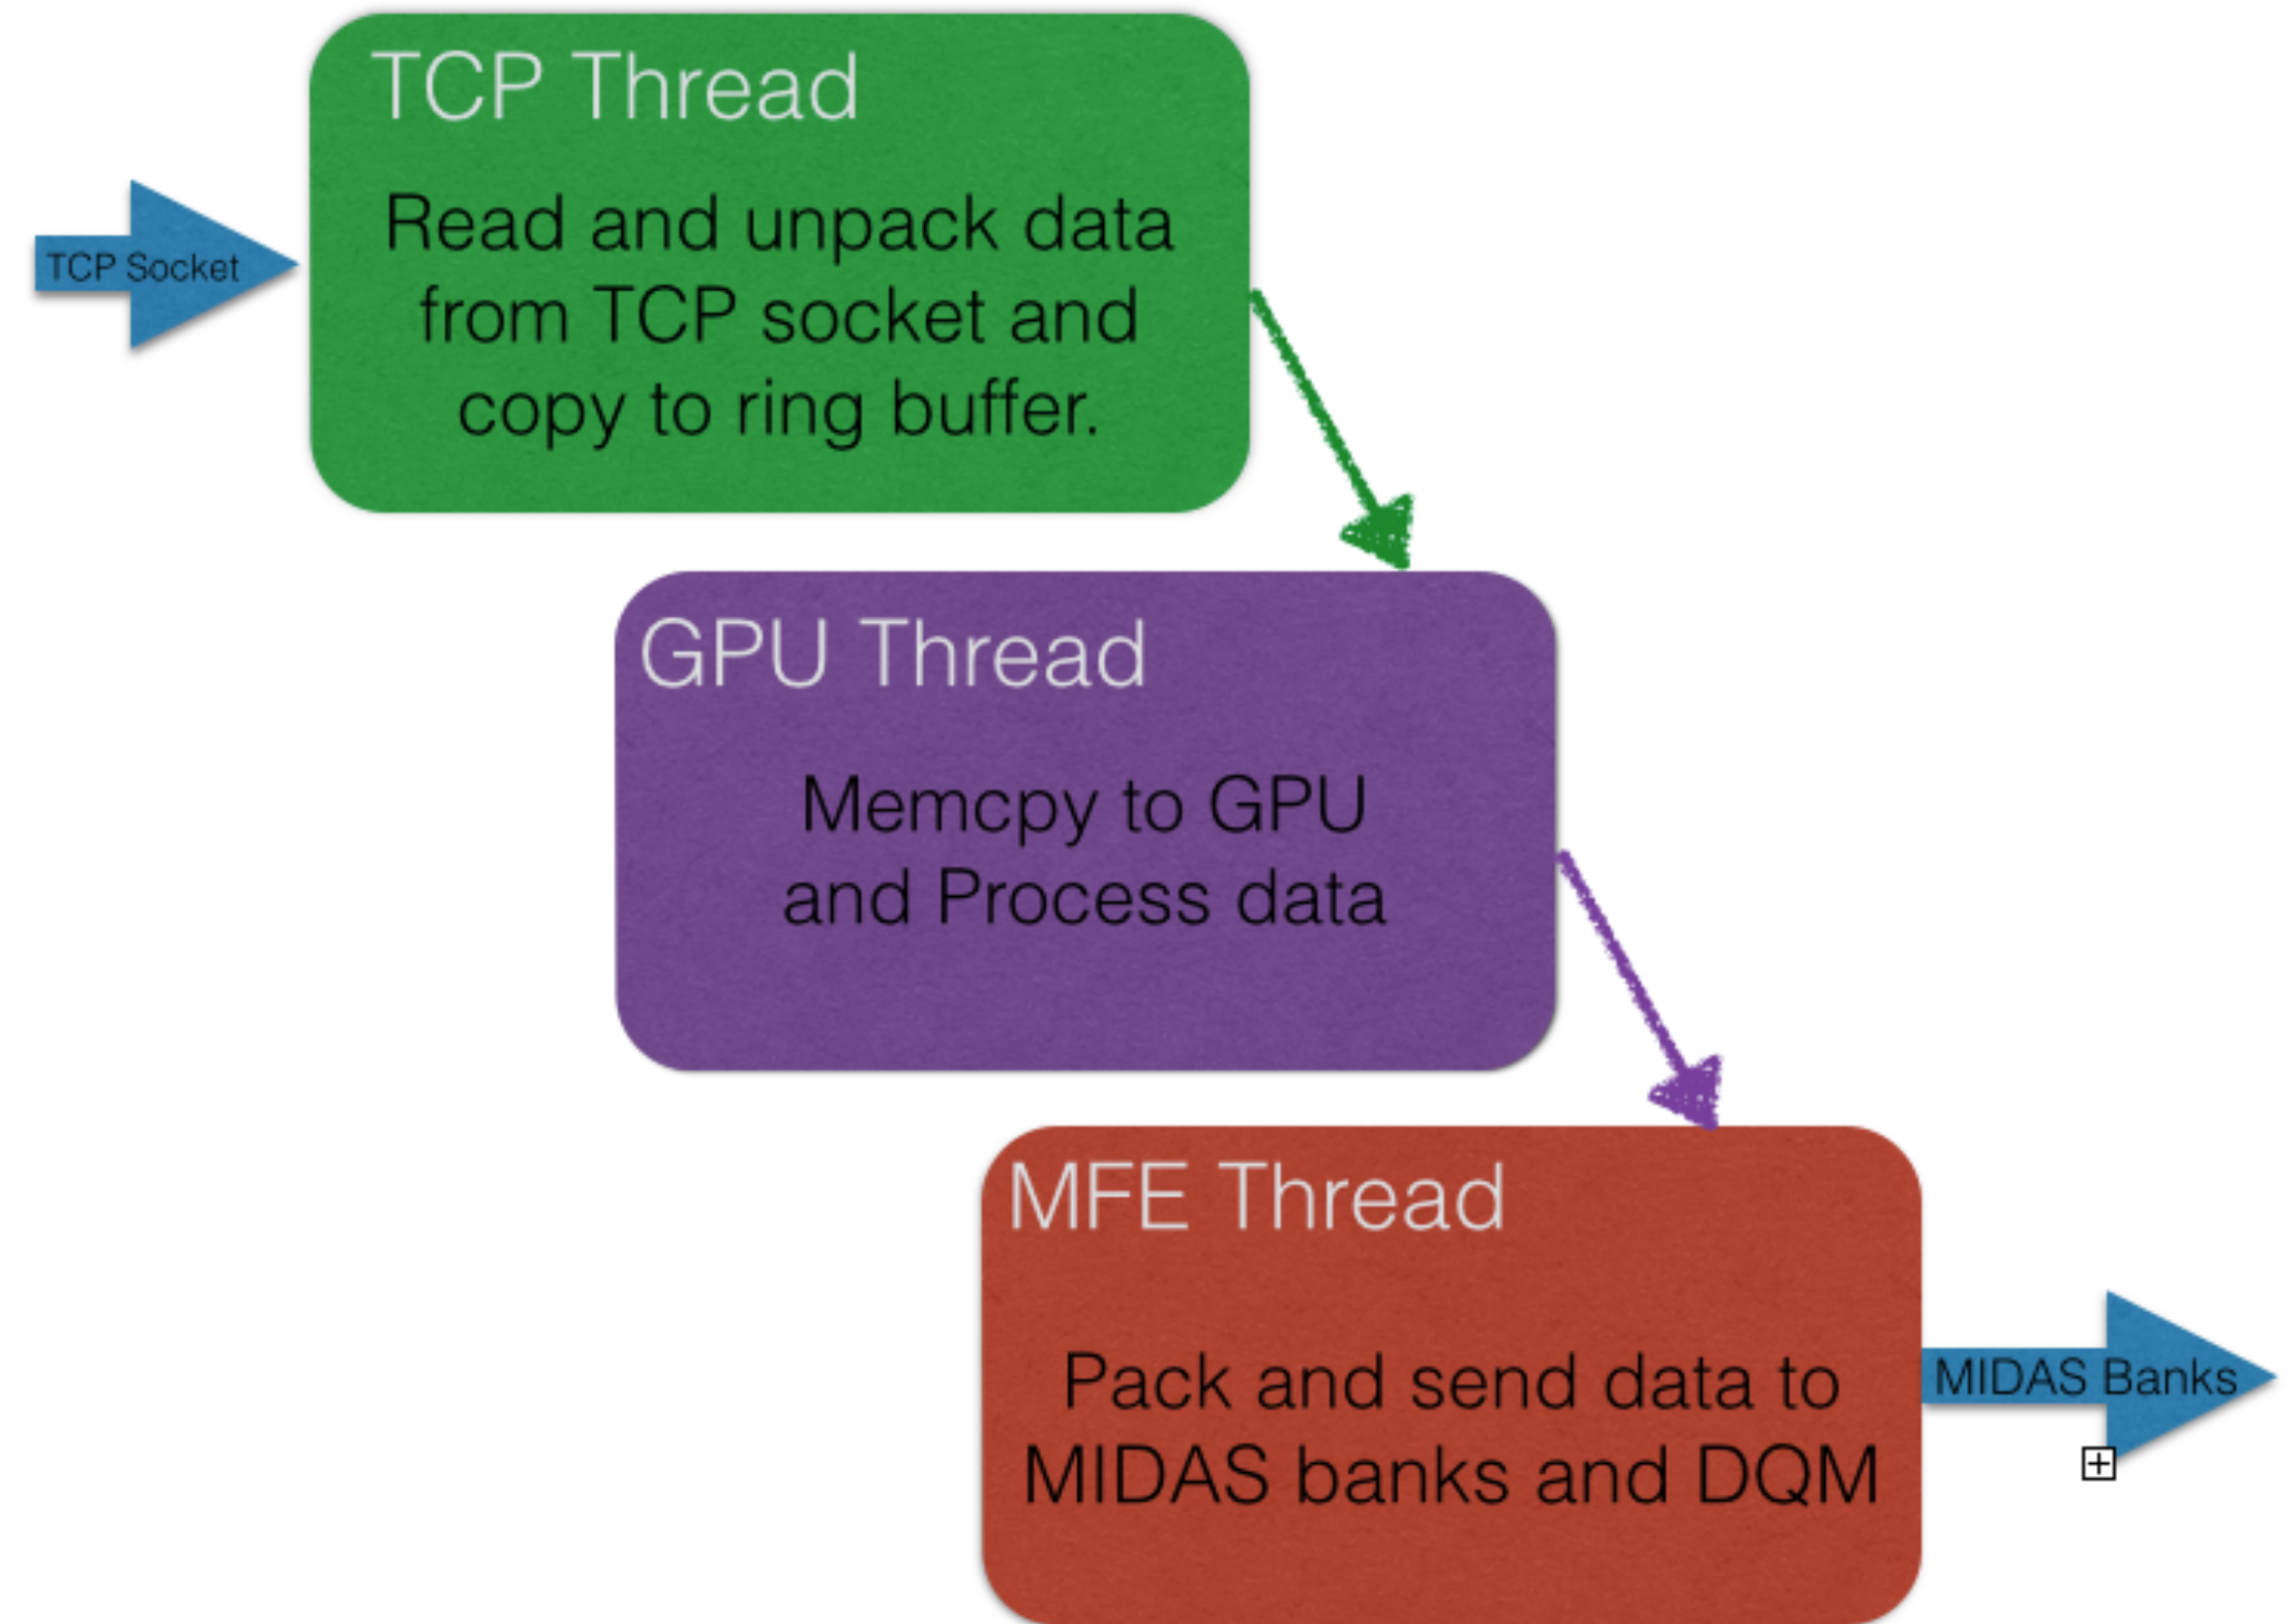 TCP Thread
TCP Socket
Read and unpack data
from TCP socket and
copy to ring buffer.
GPU Thread
Memcpy to GPU
and Process data
MFE Thread
Pack and send data to
MIDAS banks and DQM
MIDAS Banks